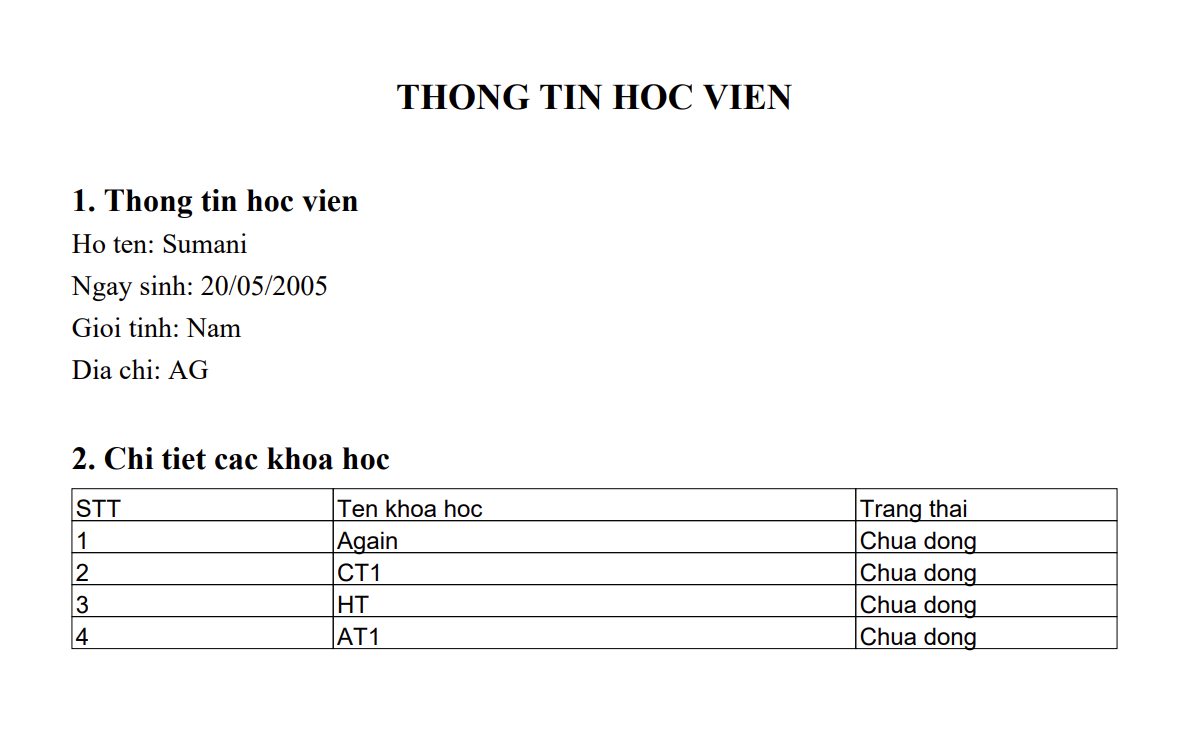 THONG TIN HOC VIEN
1. Thong tin hoc vien
Ho ten: Sumani
Ngay sinh: 20/05/2005
Gioi tinh: Nam
Dia chi: AG
2. Chi tiet cac khoa hoc
STT Ten khoa hoc Trang thai
1 Again Chua dong
2 CT1 Chua dong
3 HT Chua dong
4 AT1 Chua dong